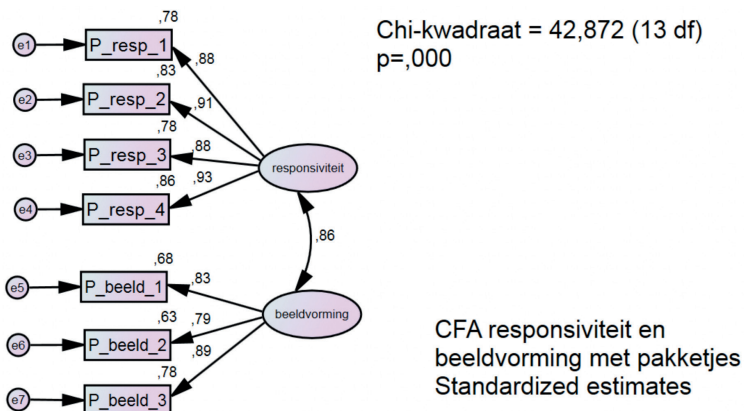 ,78
e1
P_resp_1
,88
,83
e2
P_resp_2
,91
,78
e3
P_resp_3
,88
responsiviteit
,86
e4
P_resp_4
,93
,86
,68
e5
P_beeld_1
,83
,63
e6
P_beeld_2
,79
beeldvorming
,78
e7
P_beeld_3
,89
Chi-kwadraat = 42,872 (13 df)
p=,000
CFA responsiviteit en
beeldvorming met pakketjes
Standardized estimates